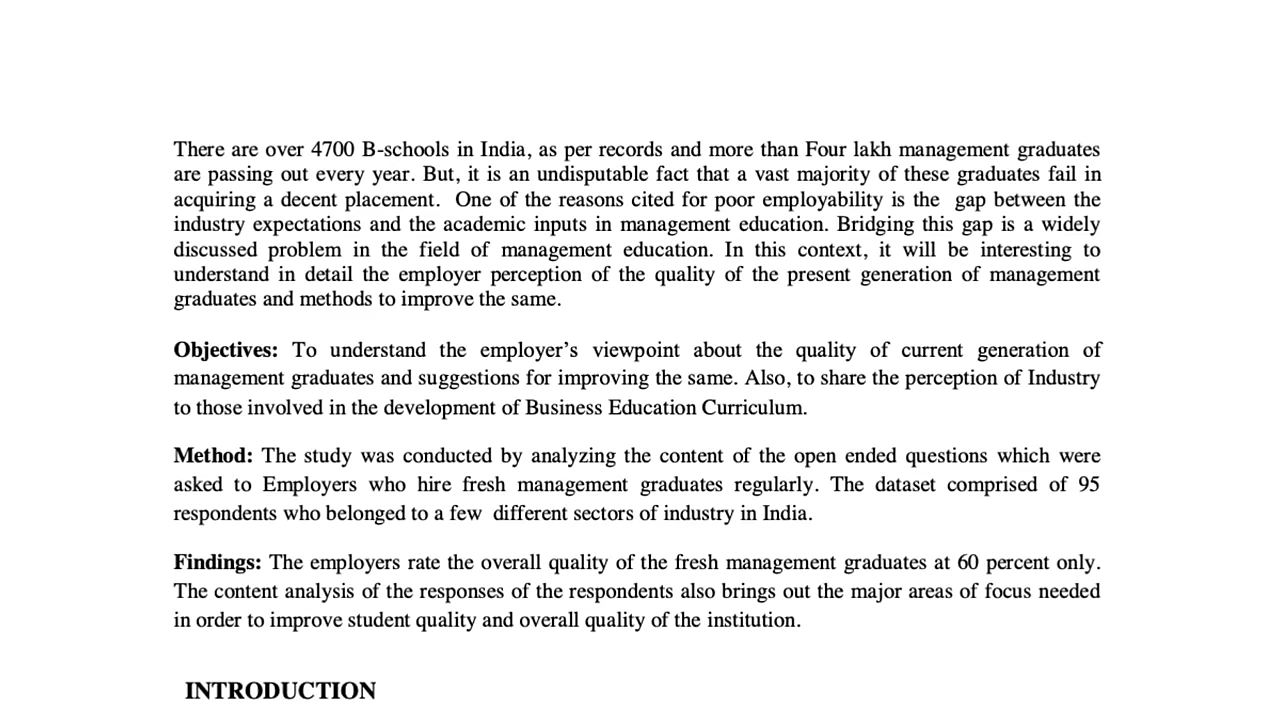 There are over 4700 B-schools in India, as per records and more than Four lakh management graduates
are passing out every year. But, it is an undisputable fact that a vast majority of these graduates fail in
acquiring a decent placement.  One of the reasons cited for poor employability is the  gap between the
industry expectations and the academic inputs in management education. Bridging this gap is a widely
discussed problem in the field of management education. In this context, it will be interesting to
understand in detail the employer perception of the quality of the present generation of management
graduates and methods to improve the same.
Objectives: To understand the employer’s viewpoint about the quality of current generation of
management graduates and suggestions for improving the same. Also, to share the perception of Industry
to those involved in the development of Business Education Curriculum.
Method: The study was conducted by analyzing the content of the open ended questions which were
asked to Employers who hire fresh management graduates regularly. The dataset comprised of 95
respondents who belonged to a few  different sectors of industry in India.
Findings: The employers rate the overall quality of the fresh management graduates at 60 percent only.
The content analysis of the responses of the respondents also brings out the major areas of focus needed
in order to improve student quality and overall quality of the institution.
INTRODUCTION